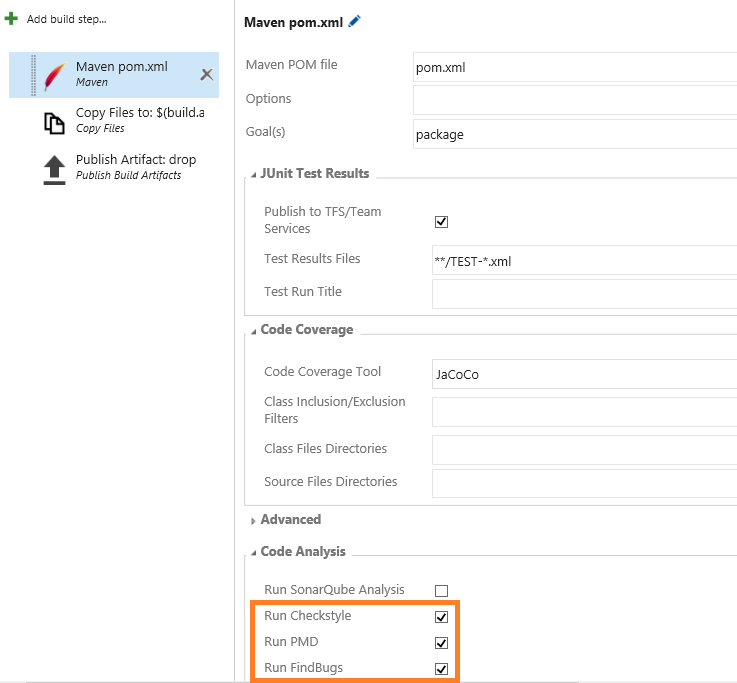 Add build step...
Maven pom.xml
Maven
Copy Files to: $(build.a
Copy Files
Publish Artifact: drop
Publish Build Artifacts
Maven pom.xml
Maven POM file
pom.xml
Options
Goal(s)
package
JUnit Test Results
Publish to TFS/Team
Services
Test Results Files
**/TEST-*.xml
Test Run Title
Code Coverage
Code Coverage Tool
JaCoCo
Class Inclusion/Exclusion
Filters
Class Files Directories
Source Files Directories
Advanced
Code Analysis
Run SonarQube Analysis
Run Checkstyle
Run PMD
Run FindBugs